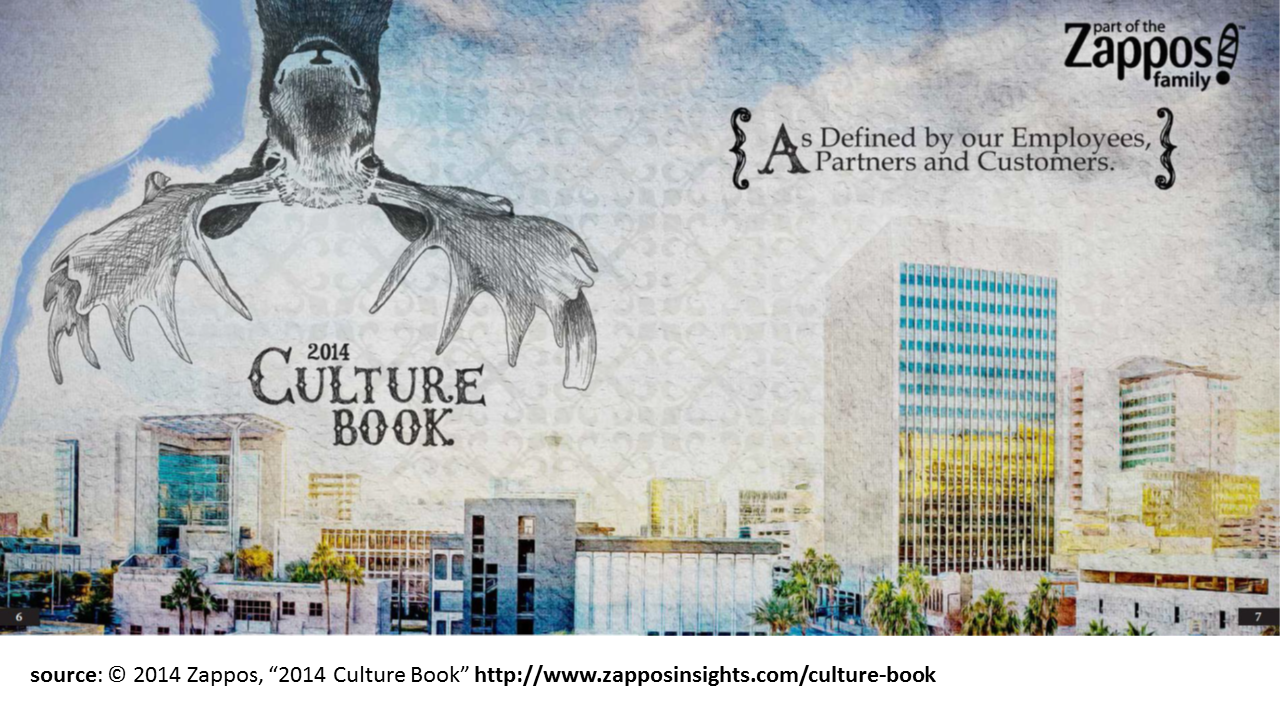 part of the
Zappos!™
family
As Defined by our Employees,
Partners and Customers.
2014
CULTURE
BOOK
6
7
source: © 2014 Zappos, “2014 Culture Book” http://www.zapposinsights.com/culture-book